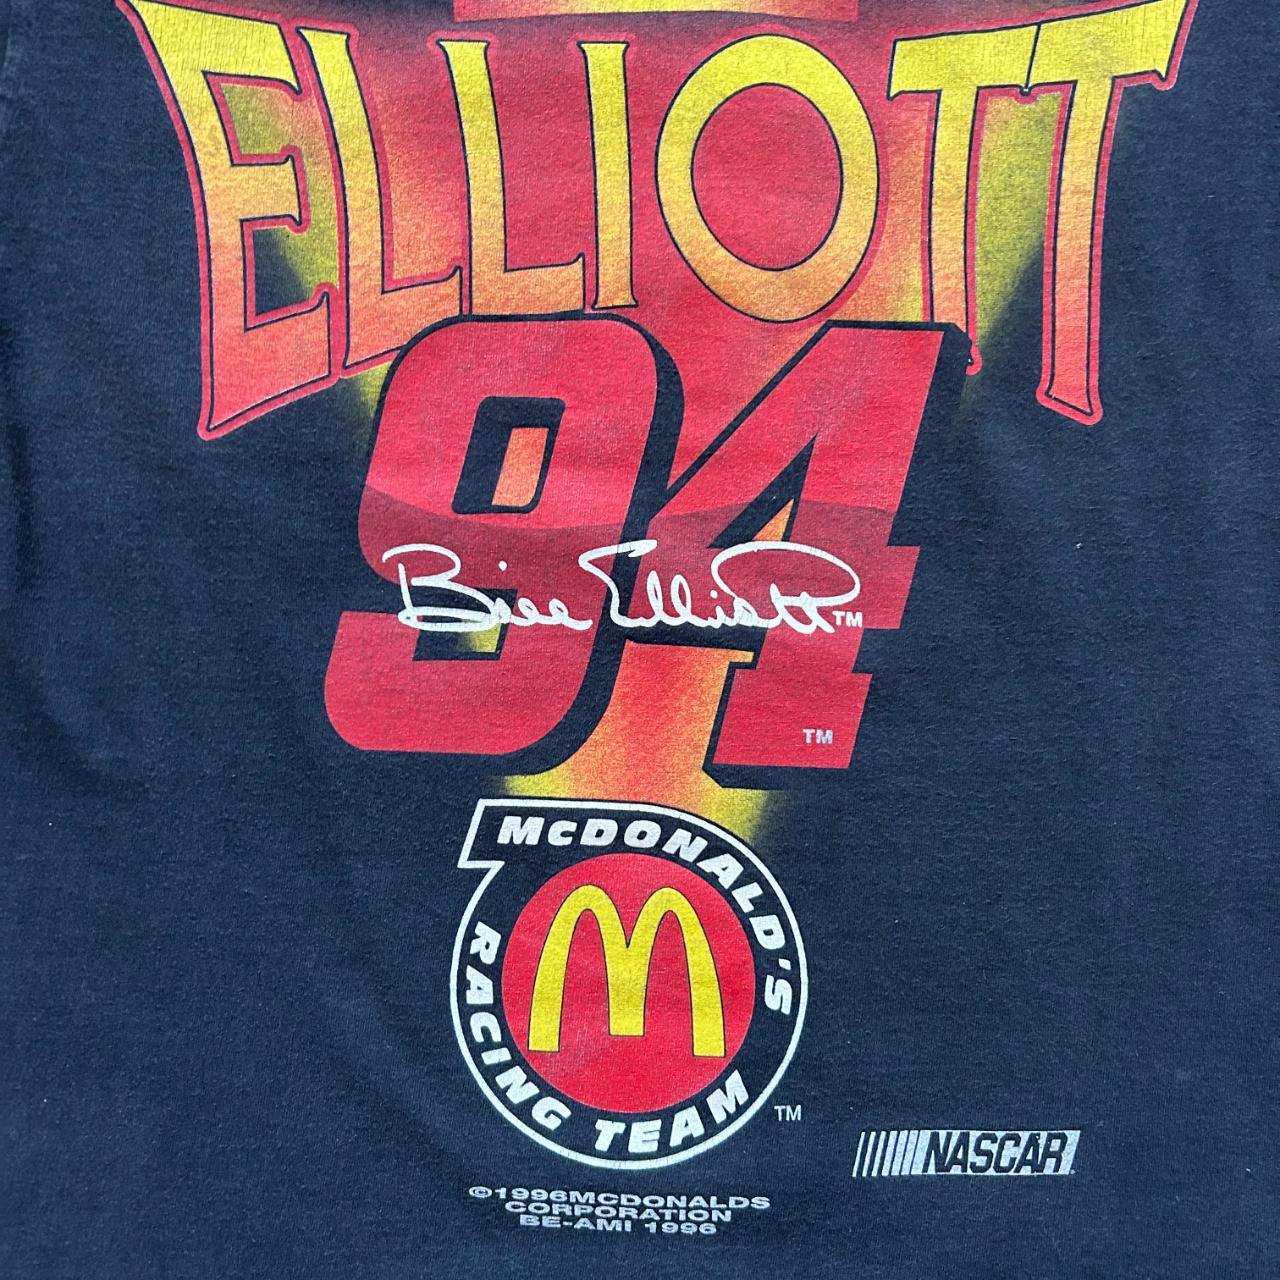 ELLIOTT
94
Bill Elliott™
™
McDONALD'S
M
RACING TEAM
™
NASCAR
©1996MCDONALDS
CORPORATION
BE-AMI 1996